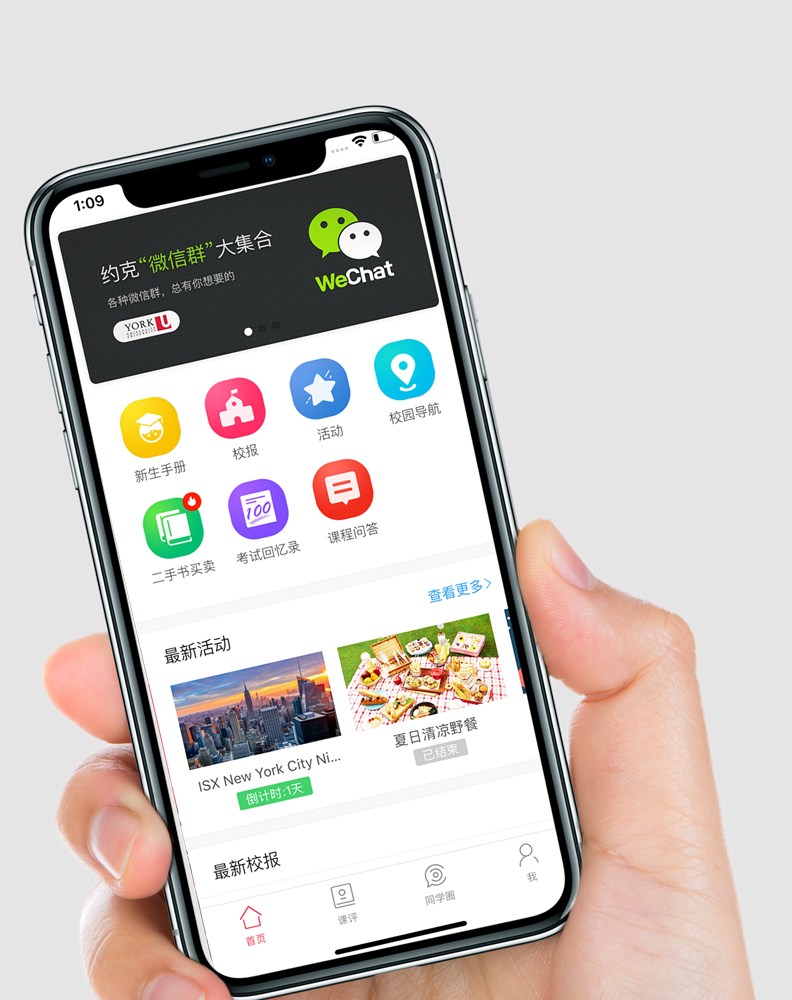 1:09
约克“微信群”大集合
各种微信群，总有你想要的
WeChat
YORK U
新生手册
校报
活动
校园导航
二手书买卖
100
考试回忆录
课程问答
查看更多
最新活动
ISX New York City Ni...
倒计时:1天
夏日清凉野餐
已结束
最新校报
首页
课评
同学圈
我